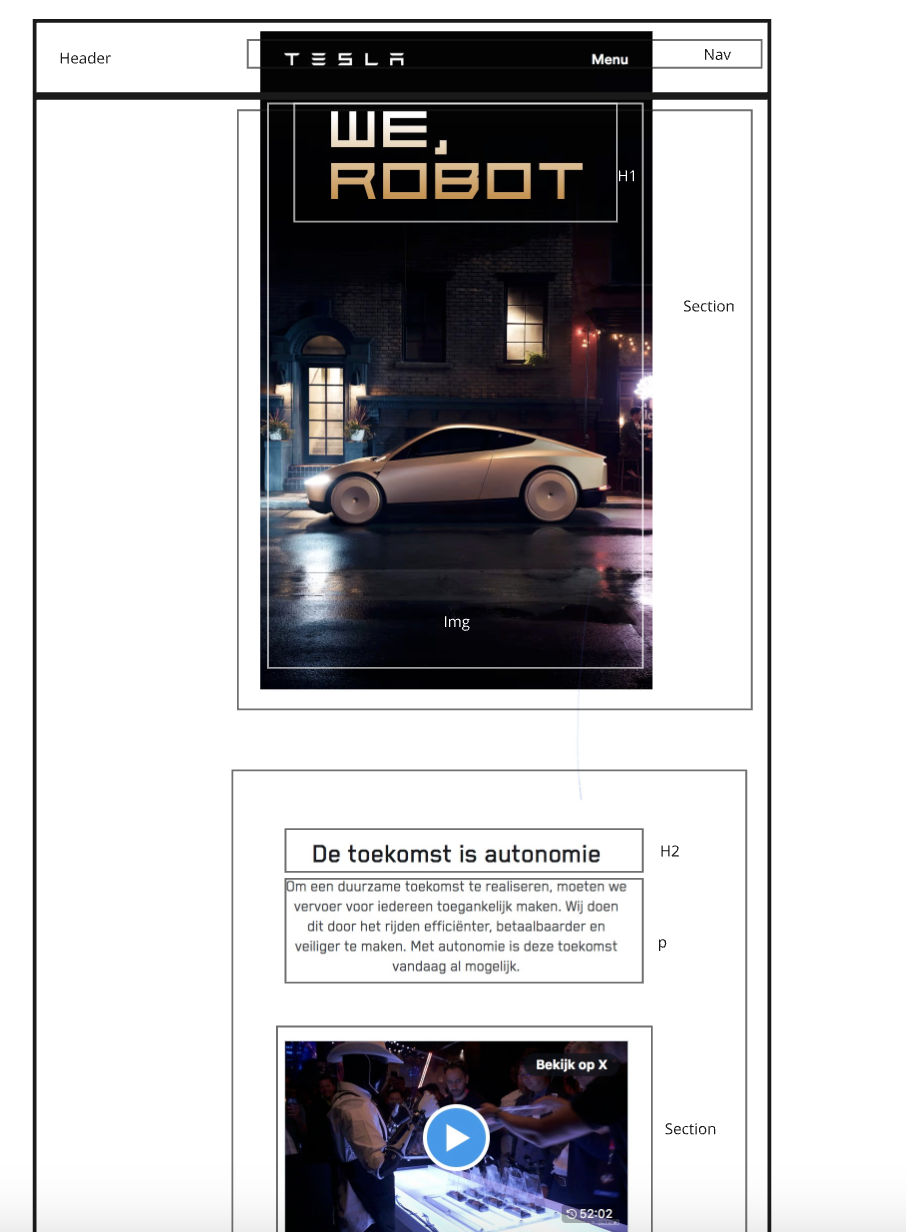 Header
TESLA
Menu
Nav
WE,
ROBOT
H1
Section
Img
De toekomst is autonomie
H2
Om een duurzame toekomst te realiseren, moeten we
vervoer voor iedereen toegankelijk maken. Wij doen
dit door het rijden efficiënter, betaalbaarder en
veiliger te maken. Met autonomie is deze toekomst
vandaag al mogelijk.
p
Bekijk op X
Section
52:02